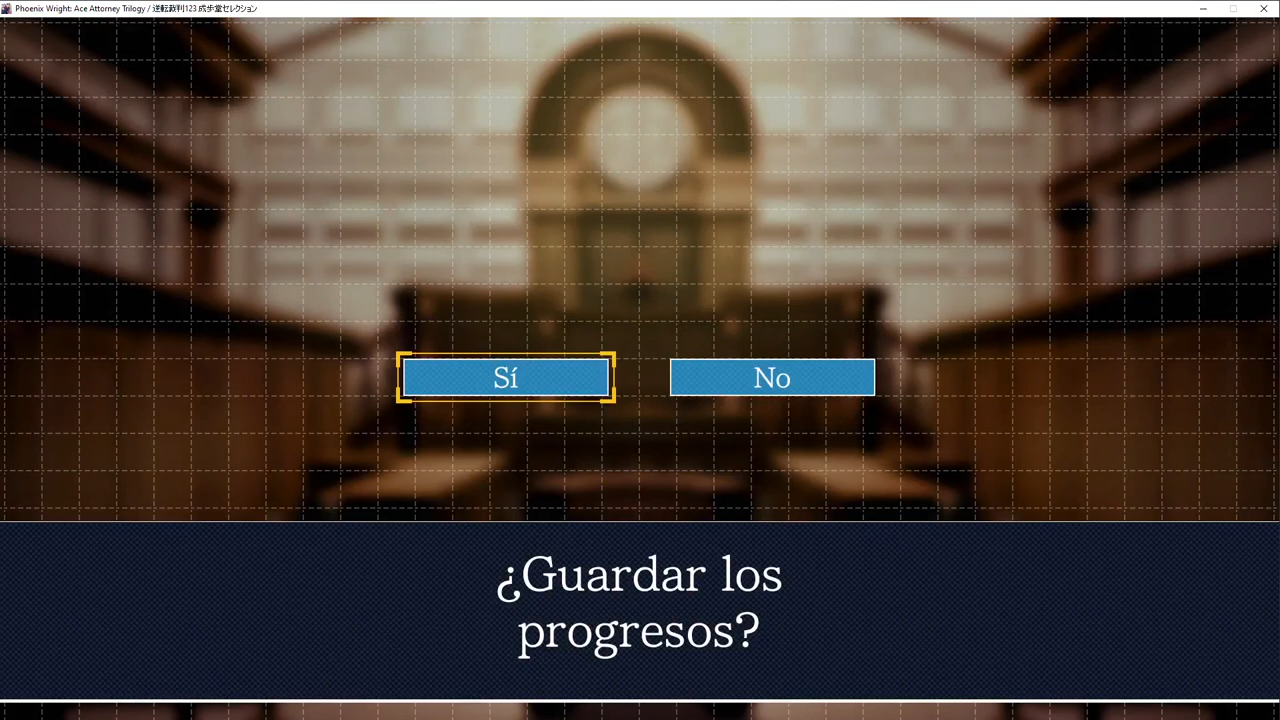 Phoenix Wright: Ace Attorney Trilogy / 逆転裁判123 成歩堂セレクション
Sí
No
¿Guardar los
progresos?